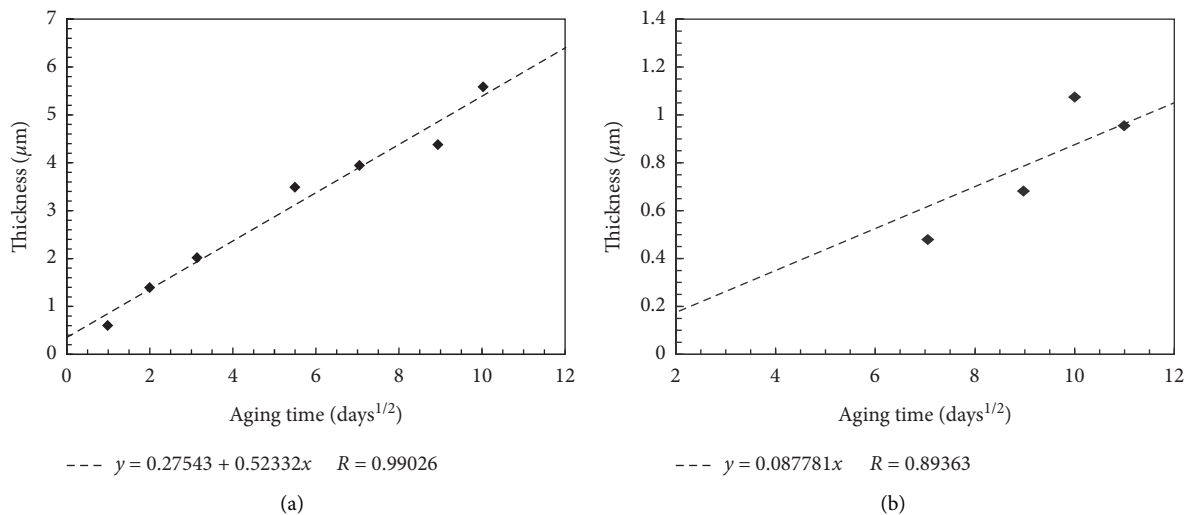 7
6
5
4
3
2
1
0
Thickness (μm)
0 2 4 6 8 10 12
Aging time (days1/2)
y = 0.27543 + 0.52332x R = 0.99026
(a)
1.4
1.2
1
0.8
0.6
0.4
0.2
0
Thickness (μm)
2 4 6 8 10 12
Aging time (days1/2)
y = 0.087781x R = 0.89363
(b)